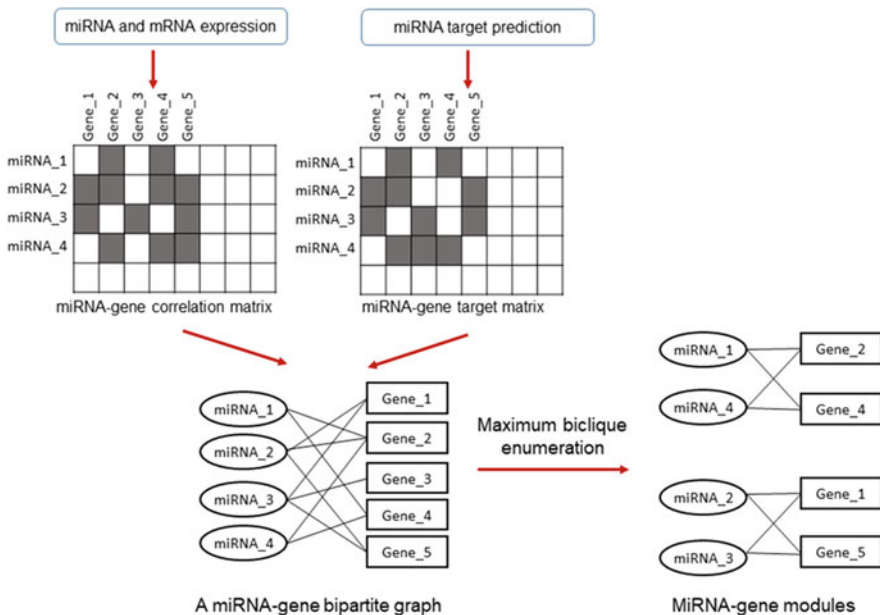 miRNA and mRNA expression
miRNA target prediction
Gene_1
Gene_2
Gene_3
Gene_4
Gene_5
miRNA_1
miRNA_2
miRNA_3
miRNA_4
miRNA-gene correlation matrix
Gene_1
Gene_2
Gene_3
Gene_4
Gene_5
miRNA_1
miRNA_2
miRNA_3
miRNA_4
miRNA-gene target matrix
miRNA_1
miRNA_2
miRNA_3
miRNA_4
Gene_1
Gene_2
Gene_3
Gene_4
Gene_5
A miRNA-gene bipartite graph
Maximum biclique
enumeration
miRNA_1
Gene_2
miRNA_4
Gene_4
miRNA_2
Gene_1
miRNA_3
Gene_5
MiRNA-gene modules